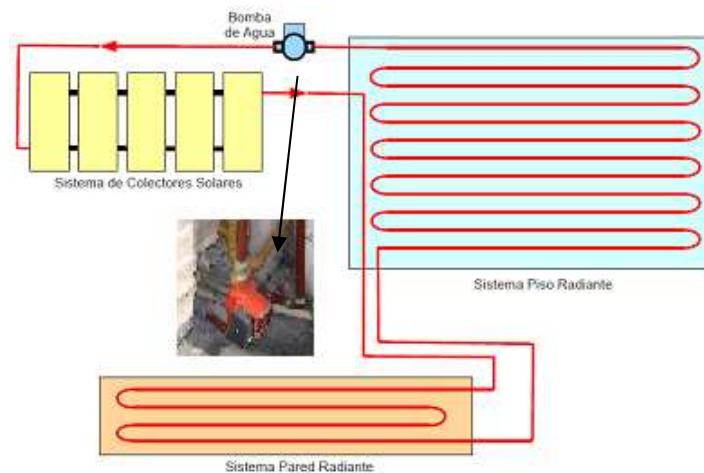 Bomba
de Agua
Sistema de Colectores Solares
Sistema Piso Radiante
Sistema Pared Radiante